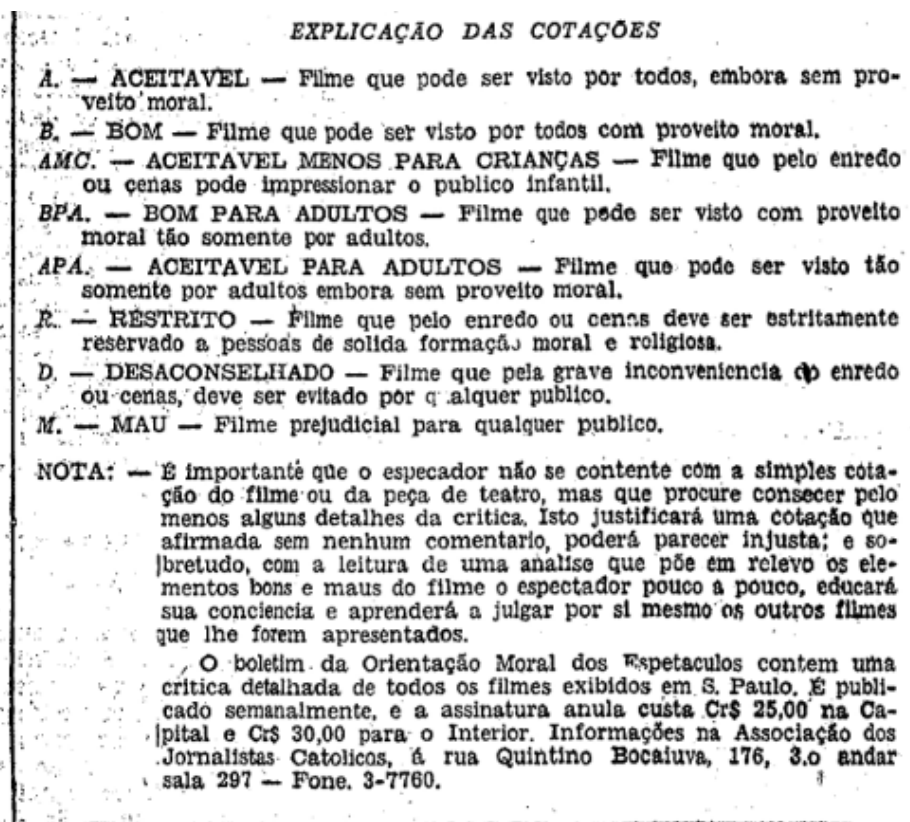 EXPLICAÇÃO DAS COTAÇÕES
A. — ACEITAVEL — Filme que pode ser visto por todos, embora sem pro-
veito moral.
B. — BOM — Filme que pode ser visto por todos com proveito moral.
AMC. — ACEITAVEL MENOS PARA CRIANÇAS — Filme que pelo enredo
ou cenas pode impressionar o publico infantil.
BPA. — BOM PARA ADULTOS — Filme que pode ser visto com proveito
moral tão somente por adultos.
APA. — ACEITAVEL PARA ADULTOS — Filme que pode ser visto tão
somente por adultos embora sem proveito moral.
R. — RESTRITO — Filme que pelo enredo ou cenas deve ser estritamente
reservado a pessoas de solida formação moral e religiosa.
D. — DESACONSELHADO — Filme que pela grave inconveniencia do enredo
ou cenas, deve ser evitado por q alquer publico.
M. — MAU — Filme prejudicial para qualquer publico.
NOTA: — E importante que o especador não se contente com a simples cota-
ção do filme ou da peça de teatro, mas que procure consecer pelo
menos alguns detalhes da critica. Isto justificará uma cotação que
afirmada sem nenhum comentario, poderá parecer injusta; e so-
bretudo, com a leitura de uma analise que põe em relevo os ele-
mentos bons e maus do filme o espectador pouco a pouco, educará
sua conciencia e aprenderá a julgar por si mesmo os outros filmes
que lhe forem apresentados.
O boletim da Orientação Moral dos Espetaculos contem uma
critica detalhada de todos os filmes exibidos em S. Paulo. É publi-
cado semanalmente, e a assinatura anula custa Cr$ 25,00 na Ca-
pital e Cr$ 30,00 para o Interior. Informações na Associação dos
Jornalistas Catolicos, á rua Quintino Bocaiuva, 176, 3.o andar
sala 297 — Fone. 3-7760.